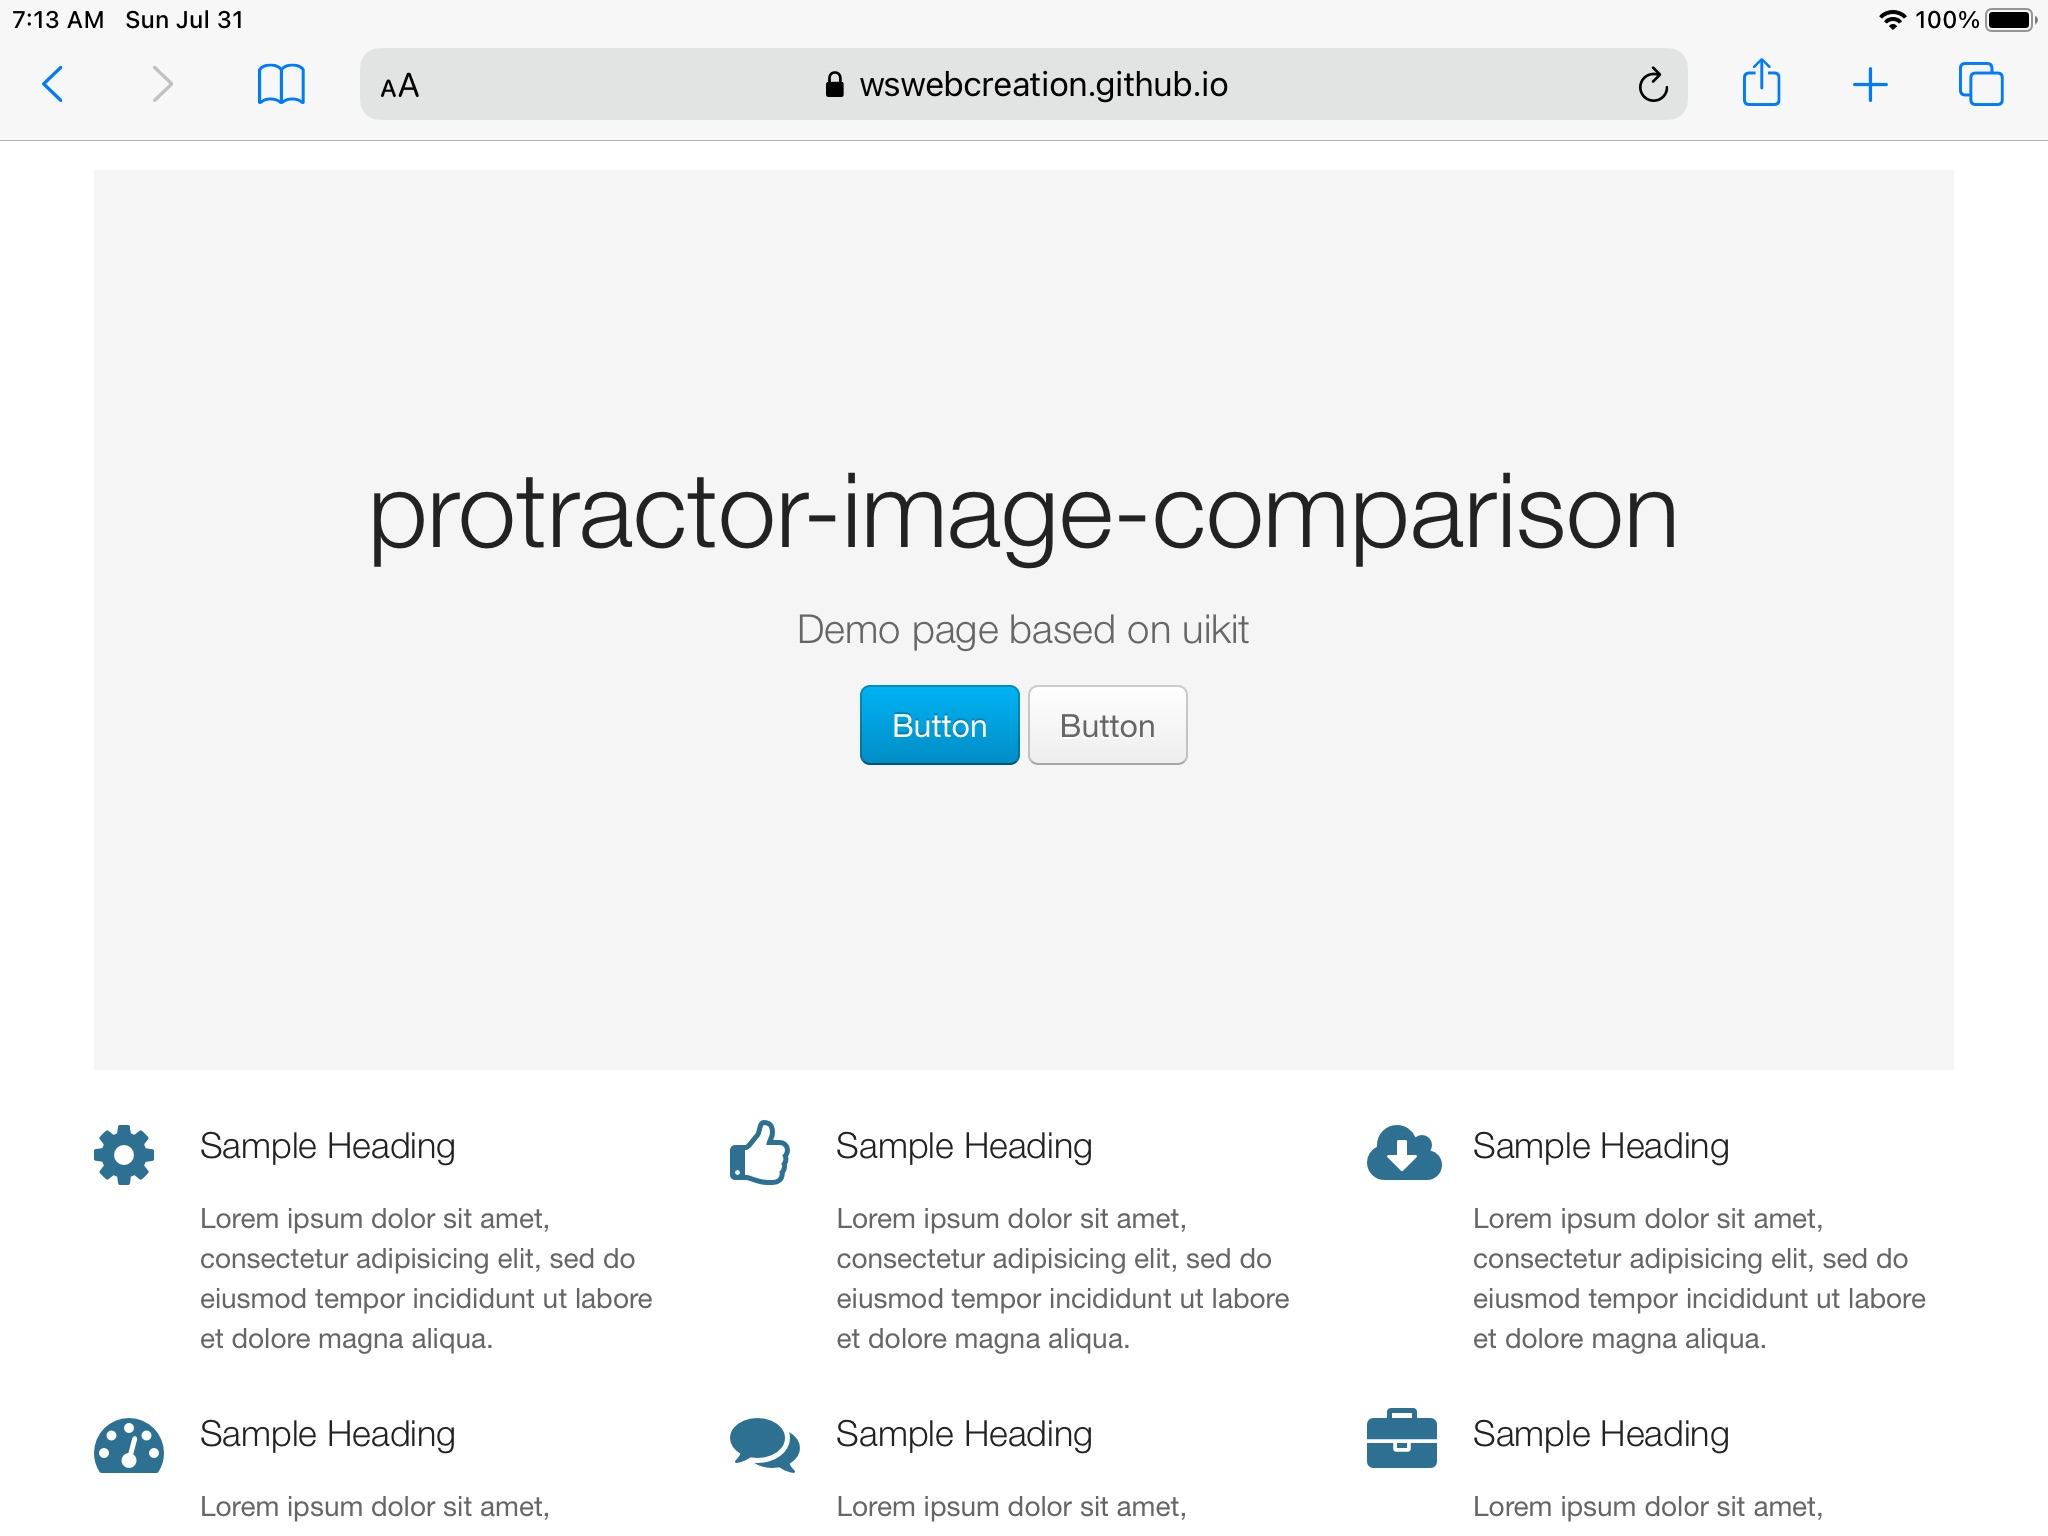 7:13 AM Sun Jul 31
100%
AA
wswebcreation.github.io
protractor-image-comparison
Demo page based on uikit
Button Button
Sample Heading
Lorem ipsum dolor sit amet,
consectetur adipisicing elit, sed do
eiusmod tempor incididunt ut labore
et dolore magna aliqua.
Sample Heading
Lorem ipsum dolor sit amet,
consectetur adipisicing elit, sed do
eiusmod tempor incididunt ut labore
et dolore magna aliqua.
Sample Heading
Lorem ipsum dolor sit amet,
consectetur adipisicing elit, sed do
eiusmod tempor incididunt ut labore
et dolore magna aliqua.
Sample Heading
Lorem ipsum dolor sit amet,
Sample Heading
Lorem ipsum dolor sit amet,
Sample Heading
Lorem ipsum dolor sit amet,